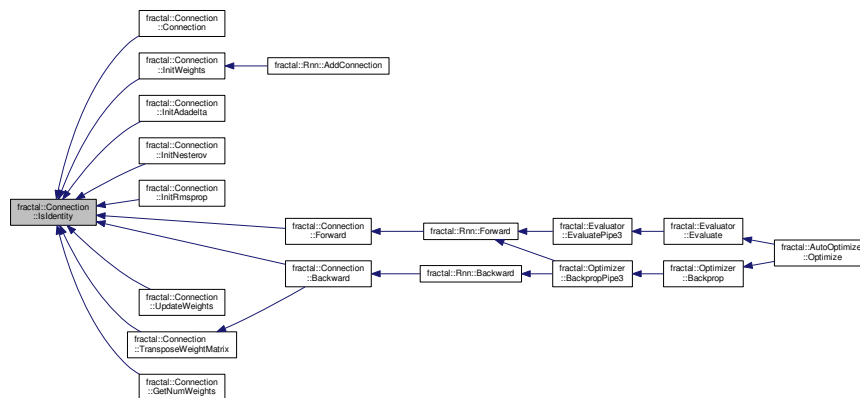 fractal::Connection
::Connection
fractal::Connection
::InitWeights
fractal::Rnn::AddConnection
fractal::Connection
::InitAdadelta
fractal::Connection
::InitNesterov
fractal::Connection
::InitRmsprop
fractal::Connection
::IsIdentity
fractal::Connection
::Forward
fractal::Rnn::Forward
fractal::Evaluator
::EvaluatePipe3
fractal::Evaluator
::Evaluate
fractal::AutoOptimizer
::Optimize
fractal::Connection
::Backward
fractal::Rnn::Backward
fractal::Optimizer
::BackpropPipe3
fractal::Optimizer
::Backprop
fractal::Connection
::UpdateWeights
fractal::Connection
::TransposeWeightMatrix
fractal::Connection
::GetNumWeights